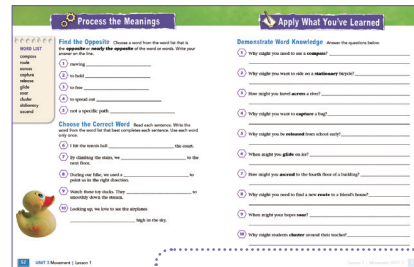 Process the Meanings
WORD LIST
compass
route
across
capture
release
glide
soar
cluster
stationary
ascend
Find the Opposite Choose a word from the word list that is
the opposite or nearly the opposite of the word or words. Write your
answer on the line.
1 moving
2 to hold
3 to free
4 to spread out
5 not a specific path
Choose the Correct Word Read each sentence. Write the
word from the word list that best completes each sentence. Use each word
only once.
6 I hit the tennis ball ____ the court.
7 By climbing the stairs, we ____ to the
next floor.
8 During our hike, we used a ____ to
point us in the right direction.
9 Watch those toy ducks. They ____ so
smoothly down the stream.
10 Looking up, we love to see the airplanes
____ high in the sky.
52 UNIT 3 Movement | Lesson 1
Apply What You've Learned
Demonstrate Word Knowledge Answer the questions below.
1 Why might you need to use a compass?
2 Why might you want to ride on a stationary bicycle?
3 How might you travel across a river?
4 Why might you want to capture a bug?
5 Why might you be released from school early?
6 When might you glide on ice?
7 How might you ascend to the fourth floor of a building?
8 Why might you need to find a new route to a friend's house?
9 When might your hopes soar?
10 Why might students cluster around their teacher?